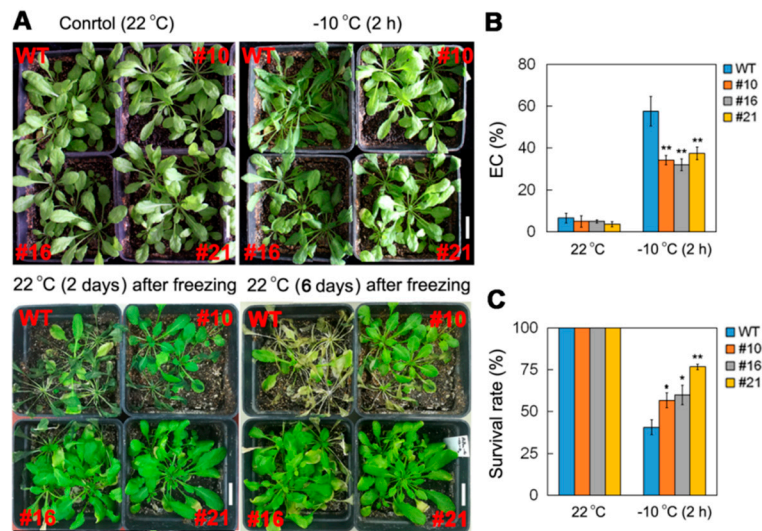 A
Conrtol (22 °C)
-10 °C (2 h)
WT
#10
WT
#10
#16
#21
#16
#21
22 °C (2 days) after freezing
22 °C (6 days) after freezing
WT
#10
WT
#10
#16
#21
#16
#21
B
EC (%)
80
60
40
20
0
** ** **
22 °C
-10 °C (2 h)
WT
#10
#16
#21
C
Survival rate (%)
100
75
50
25
0
* * **
22 °C
-10 °C (2 h)
WT
#10
#16
#21